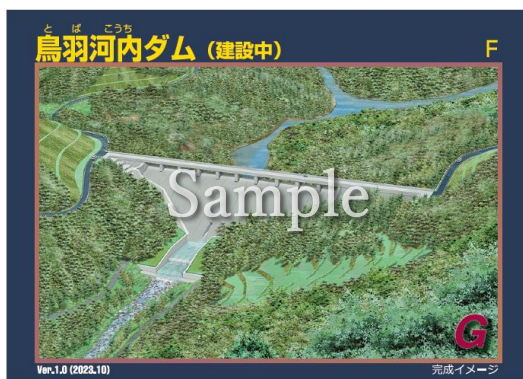 とば こうち
鳥羽河内ダム（建設中） F
Sample
G
Ver.1.0 (2023.10) 完成イメージ